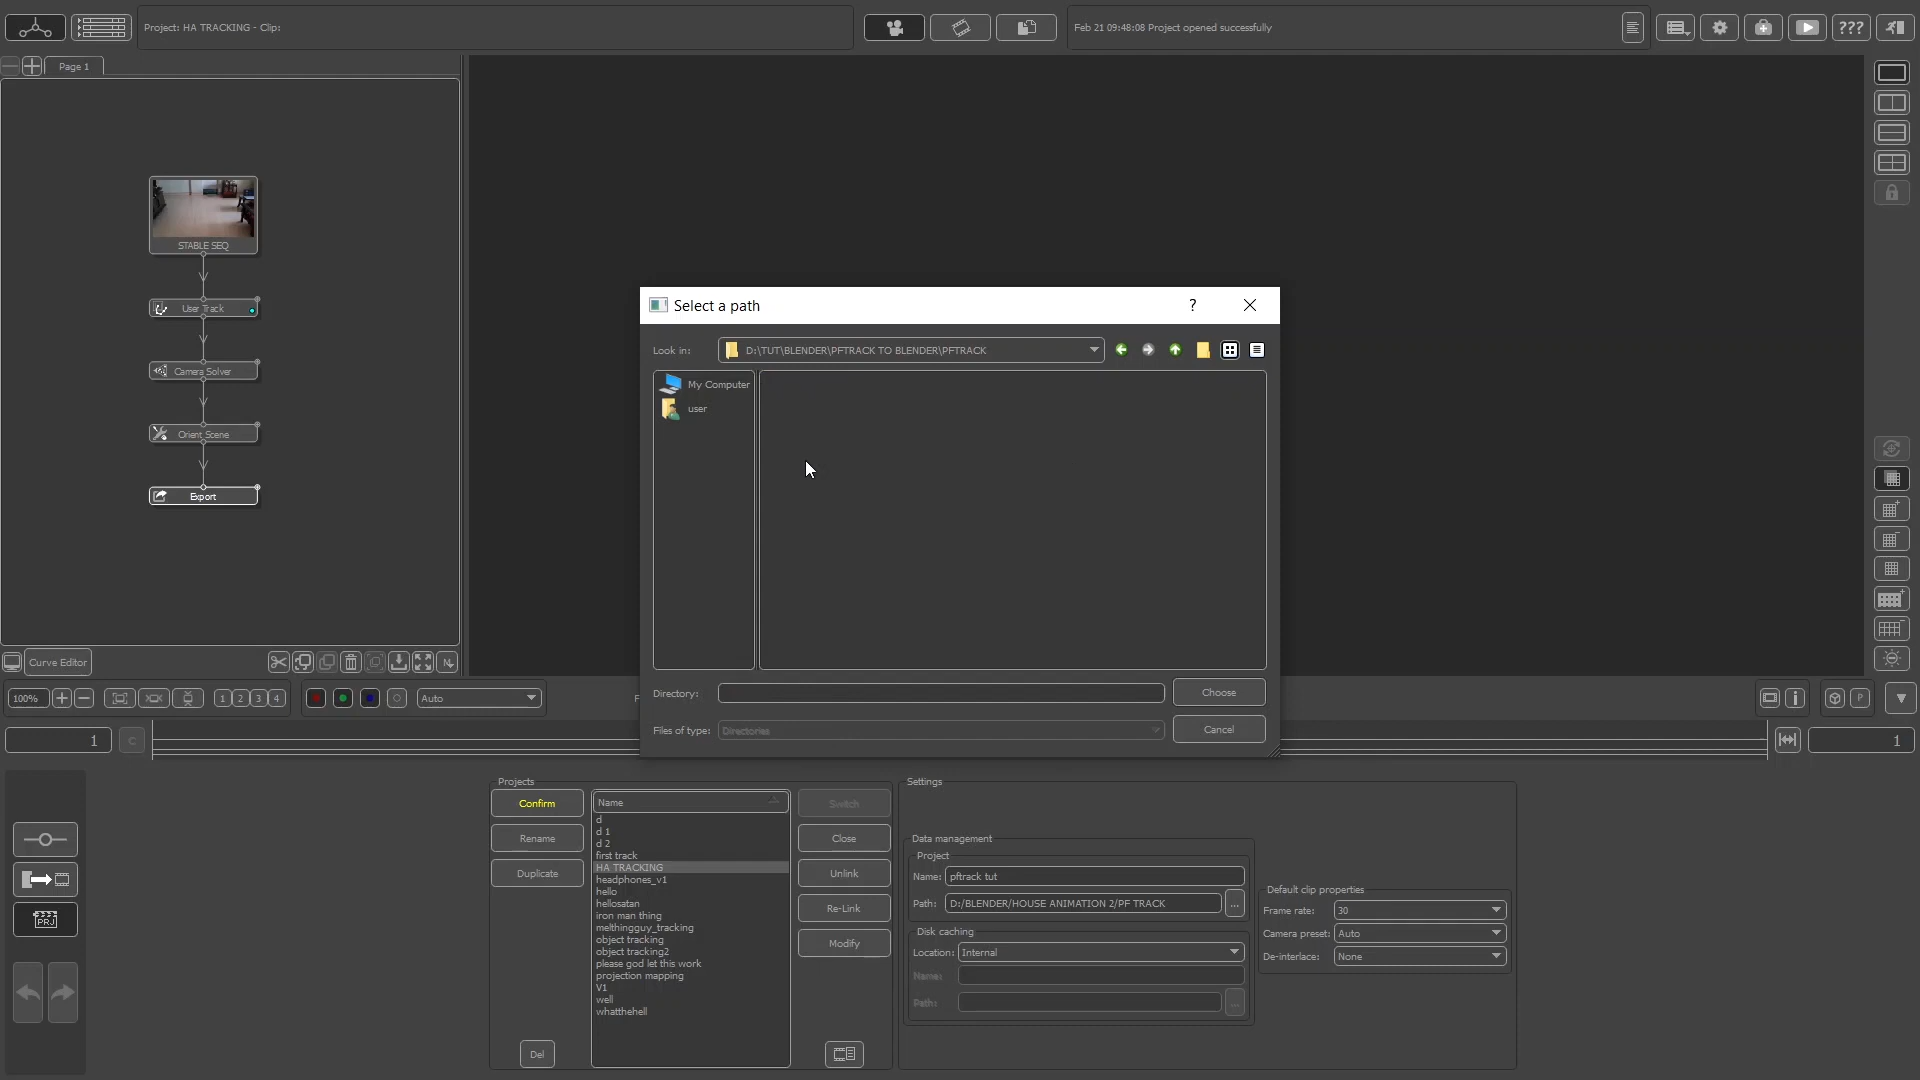 Project: HA TRACKING - Clip:
Feb 21 09:48:08 Project opened successfully
???
Page 1
STABLE SEQ
User Track
Camera Solver
Orient Scene
Export
Select a path
?
Look in:
D:\TUT\BLENDER\PFTRACK TO BLENDER\PFTRACK
My Computer
user
Directory:
Choose
Files of type:
Directories
Cancel
Curve Editor
N
100%
1
2
3
4
Auto
F
P
1
C
1
Projects
Confirm
Rename
Duplicate
Del
Name
d
d 1
d 2
first track
HA TRACKING
headphones_v1
hello
hellosatan
iron man thing
melthingguy_tracking
object tracking
object tracking2
please god let this work
projection mapping
V1
well
whatthehell
Switch
Close
Unlink
Re-Link
Modify
Settings
Data management
Project
Name:
pftrack tut
Path:
D:/BLENDER/HOUSE ANIMATION 2/PF TRACK
...
Disk caching
Location:
Internal
Name:
Path:
...
Default clip properties
Frame rate:
30
Camera preset:
Auto
De-interlace:
None
PRJ